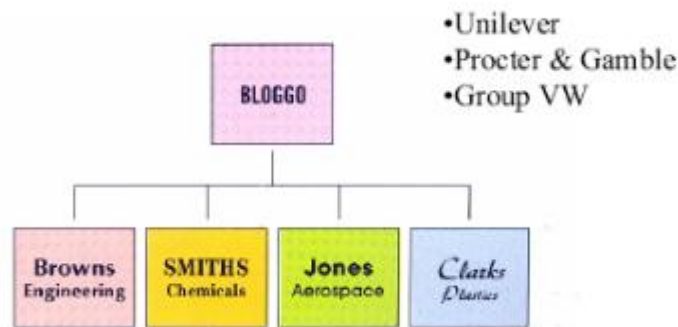 •Unilever
•Procter & Gamble
•Group VW
BLOGGO
Browns
Engineering
SMITHS
Chemicals
Jones
Aerospace
Clarks
Plastics